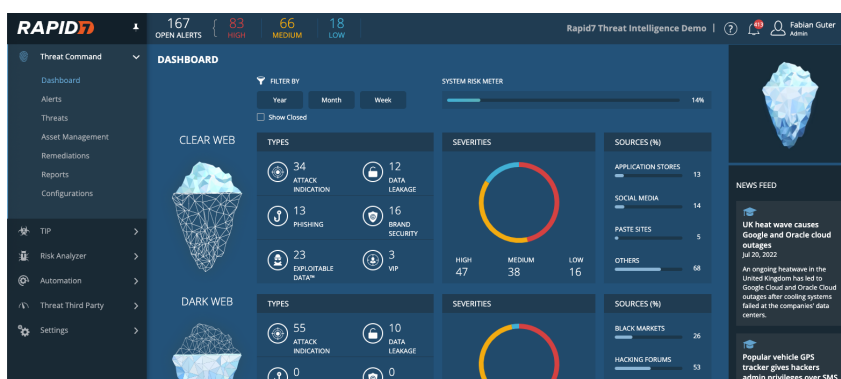 RAPID7
167
OPEN ALERTS
83
HIGH
66
MEDIUM
18
LOW
Rapid7 Threat Intelligence Demo
?
Fabian Guter
Admin
Threat Command
Dashboard
Alerts
Threats
Asset Management
Remediations
Reports
Configurations
TIP
Risk Analyzer
Automation
Threat Third Party
Settings
DASHBOARD
FILTER BY
Year Month Week
Show Closed
SYSTEM RISK METER
14%
CLEAR WEB
TYPES
34
ATTACK
INDICATION
12
DATA
LEAKAGE
13
PHISHING
16
BRAND
SECURITY
23
EXPLOITABLE
DATA™
3
VIP
SEVERITIES
HIGH MEDIUM LOW
47 38 16
SOURCES (%)
APPLICATION STORES
13
SOCIAL MEDIA
14
PASTE SITES
5
OTHERS
68
DARK WEB
TYPES
55
ATTACK
INDICATION
10
DATA
LEAKAGE
0
0
SEVERITIES
SOURCES (%)
BLACK MARKETS
26
HACKING FORUMS
53
NEWS FEED
UK heat wave causes
Google and Oracle cloud
outages
Jul 20, 2022
An ongoing heatwave in the
United Kingdom has led to
Google Cloud and Oracle Cloud
outages after cooling systems
failed at the companies' data
centers.
Popular vehicle GPS
tracker gives hackers
admin privileges over SMS